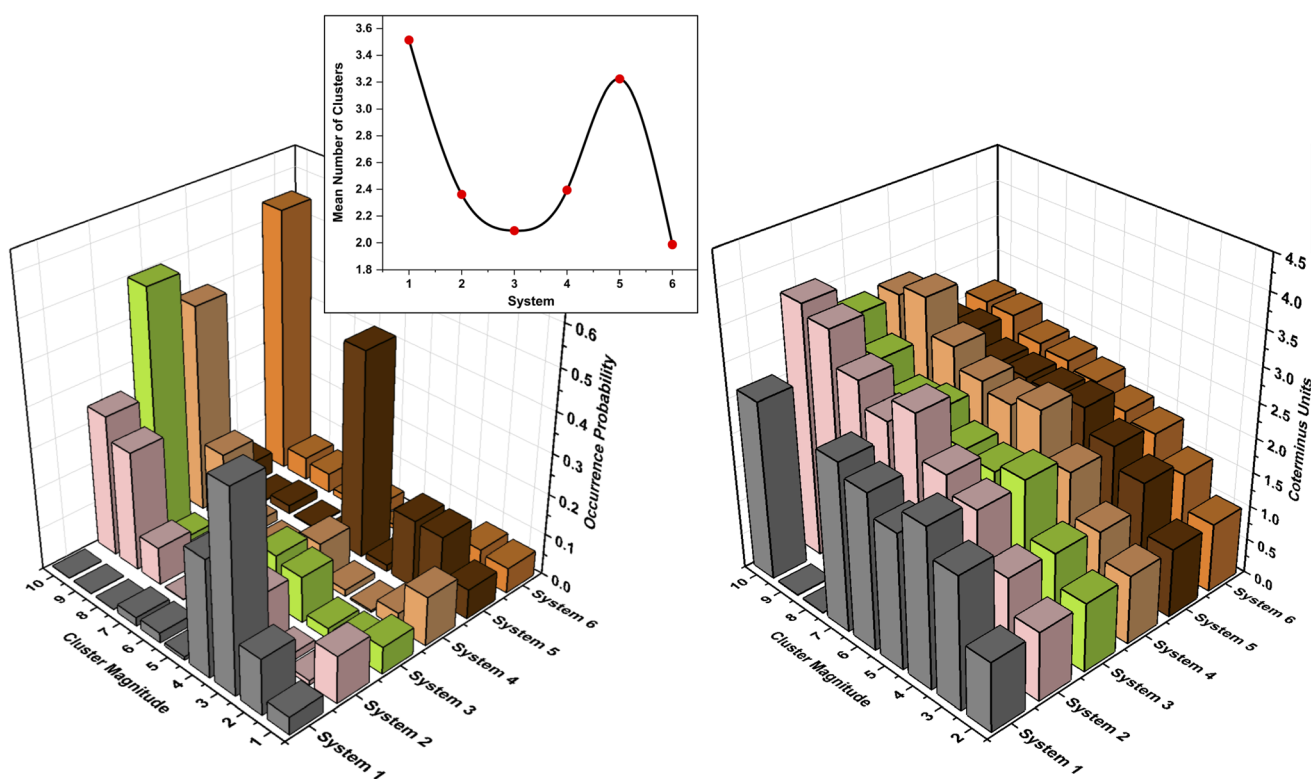 3.6
3.4
3.2
3.0
2.8
2.6
2.4
2.2
2.0
1.8
Mean Number of Clusters
1 2 3 4 5 6
System
0.6
0.5
0.4
0.3
0.2
0.1
0.0
Occurrence Probability
10
9
8
7
6
5
4
3
2
1
Cluster Magnitude
System 6
System 5
System 4
System 3
System 2
System 1
4.5
4.0
3.5
3.0
2.5
2.0
1.5
1.0
0.5
0.0
Coterminus Units
10
9
8
7
6
5
4
3
2
Cluster Magnitude
System 6
System 5
System 4
System 3
System 2
System 1